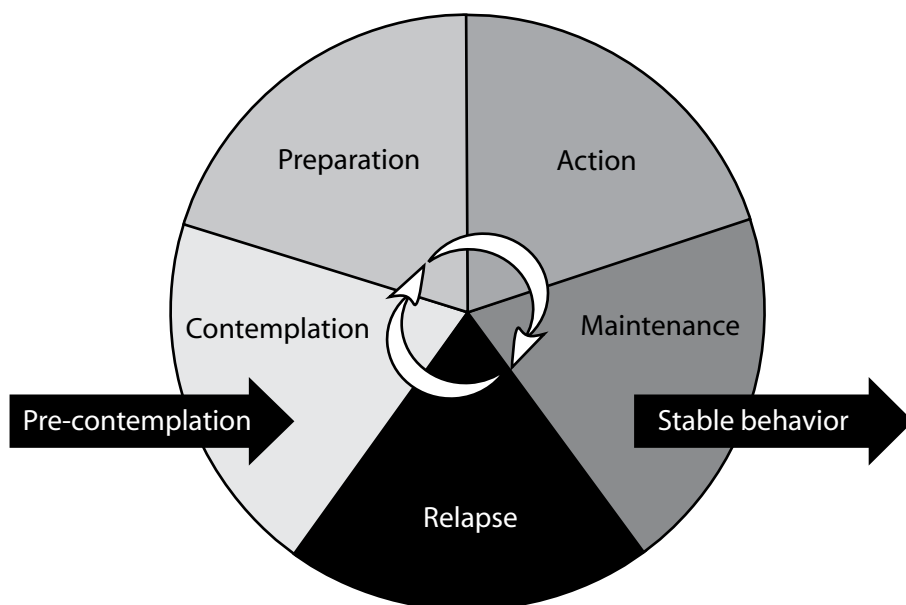 Preparation
Action
Contemplation
Maintenance
Pre-contemplation
Stable behavior
Relapse